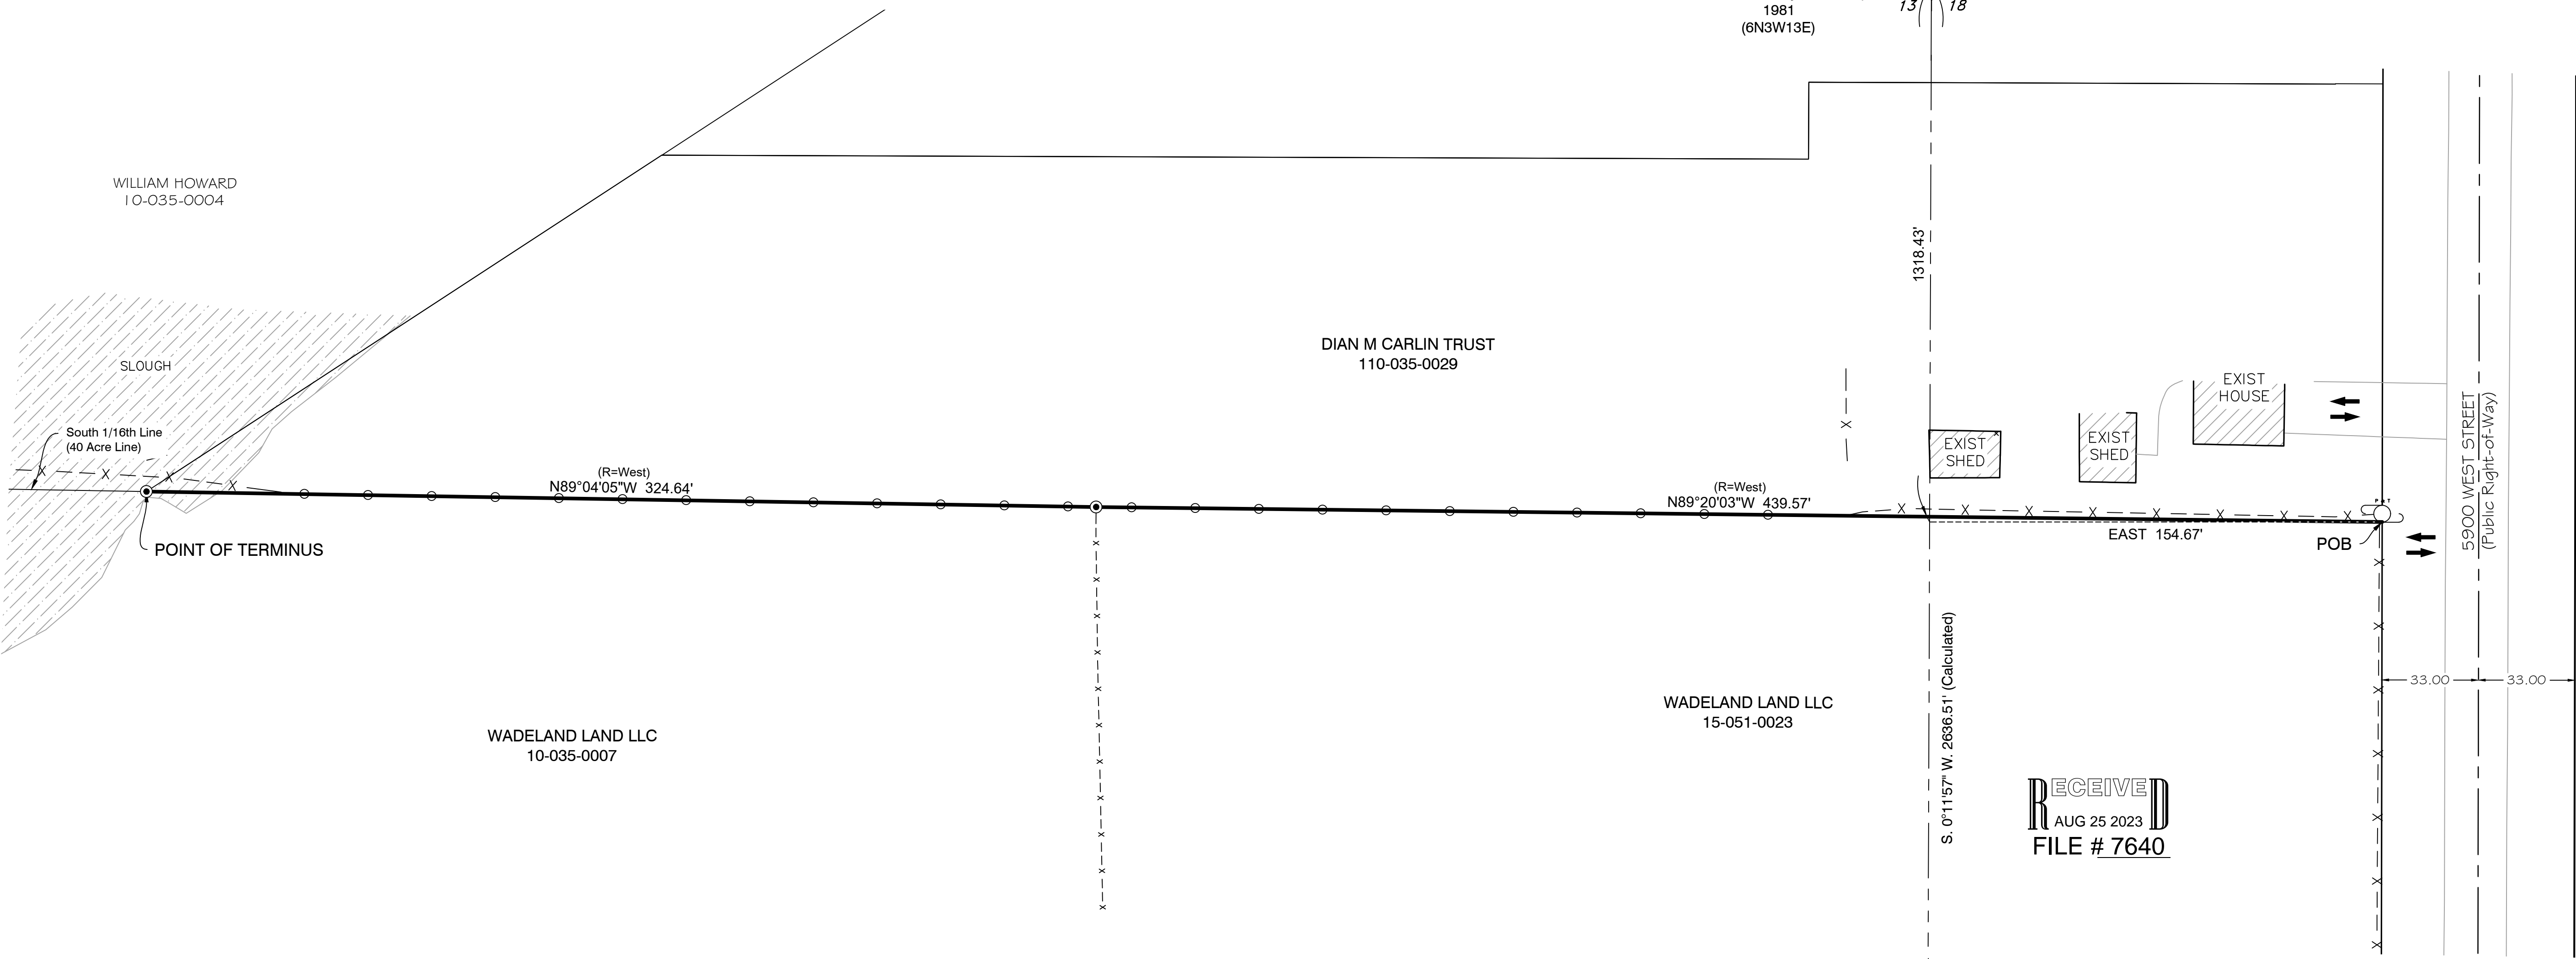 1981
(6N3W13E)
13 18
WILLIAM HOWARD
10-035-0004
1318.43'
DIAN M CARLIN TRUST
110-035-0029
SLOUGH
EXIST
HOUSE
EXIST
SHED
EXIST
SHED
5900 WEST STREET
(Public Right-of-Way)
South 1/16th Line
(40 Acre Line)
(R=West)
N89°04'05"W 324.64'
(R=West)
N89°20'03"W 439.57'
EAST 154.67'
POB
POINT OF TERMINUS
S. 0°11'57" W. 2636.51' (Calculated)
33.00
33.00
WADELAND LAND LLC
15-051-0023
WADELAND LAND LLC
10-035-0007
RECEIVED
AUG 25 2023
FILE # 7640